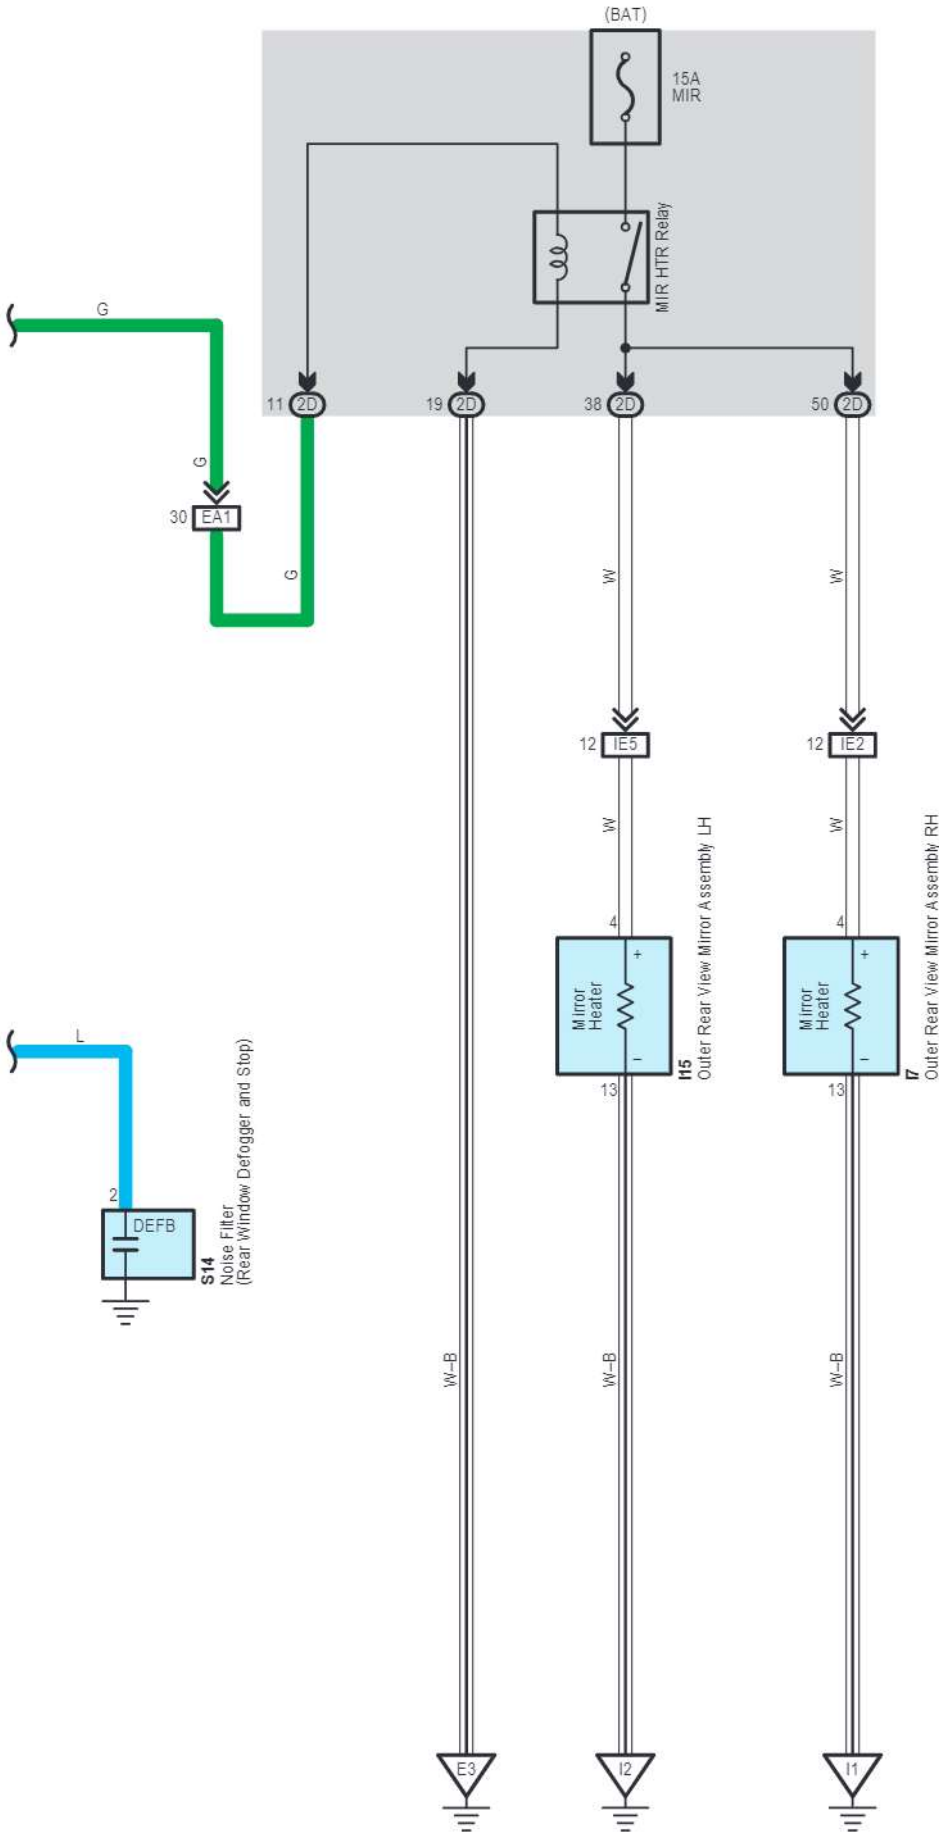 (BAT)
15A
MIR
MIR HTR Relay
G
11 2D
19 2D
38 2D
50 2D
G
30 EA1
G
W
W
12 IE5
12 IE2
W
W
4
4
+
+
Mirror
Heater
Mirror
Heater
–
–
I15
Outer Rear View Mirror Assembly LH
I7
Outer Rear View Mirror Assembly RH
13
13
L
2
DEFB
S14
Noise Filter
(Rear Window Defogger and Stop)
W–B
W–B
W–B
E3
I2
I1